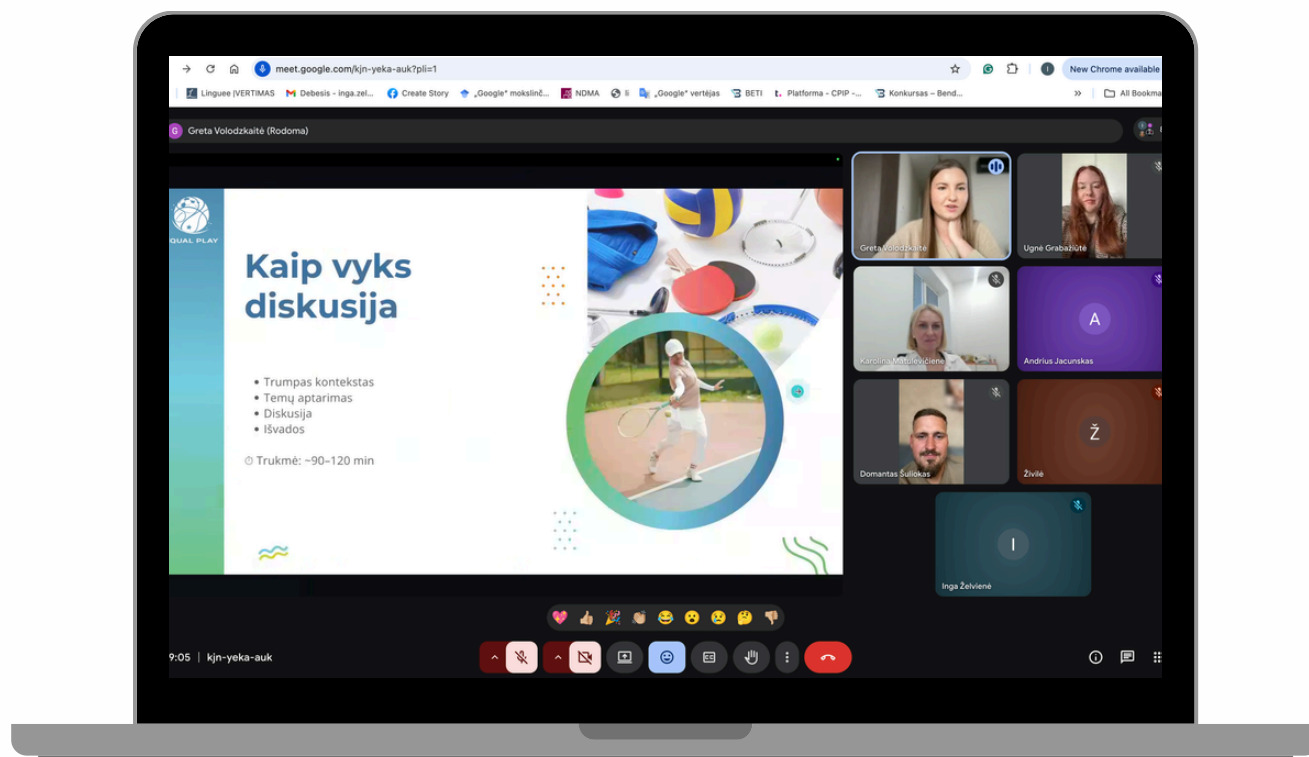 meet.google.com/kjn-yeka-auk?pli=1
New Chrome available
Linguee |VERTIMAS
Debesis - inga.zel...
Create Story
„Google“ mokslinč...
NDMA
li
„Google“ vertėjas
BETI
Platforma - CPIP -...
Konkursas – Bend...
»
All Bookma
G
Greta Volodzkaitė (Rodoma)
QUAL PLAY
Kaip vyks
diskusija
• Trumpas kontekstas
• Temų aptarimas
• Diskusija
• Išvados
Trukmė: ~90–120 min
Greta Volodzkaitė
Ugnė Grabažiūtė
Karolina Matulevičienė
A
Andrius Jacunskas
Domantas Šuliokas
Ž
Živilė
I
Inga Želvienė
9:05 | kjn-yeka-auk